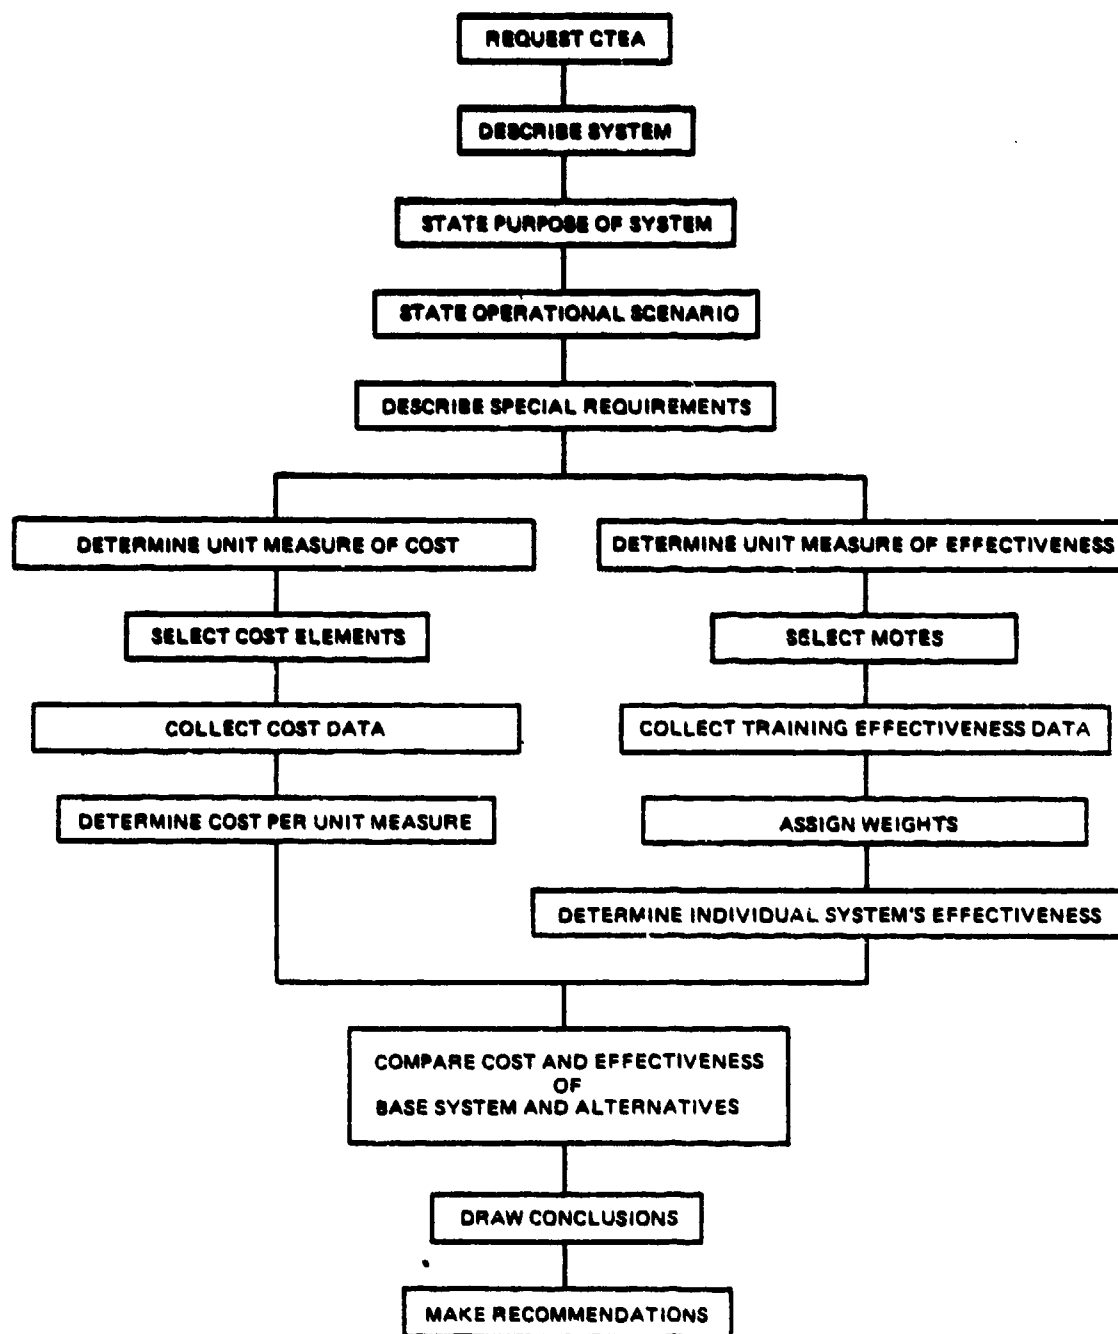 REQUEST CTEA
DESCRIBE SYSTEM
STATE PURPOSE OF SYSTEM
STATE OPERATIONAL SCENARIO
DESCRIBE SPECIAL REQUIREMENTS
DETERMINE UNIT MEASURE OF COST
DETERMINE UNIT MEASURE OF EFFECTIVENESS
SELECT COST ELEMENTS
SELECT MOTES
COLLECT COST DATA
COLLECT TRAINING EFFECTIVENESS DATA
DETERMINE COST PER UNIT MEASURE
ASSIGN WEIGHTS
DETERMINE INDIVIDUAL SYSTEM'S EFFECTIVENESS
COMPARE COST AND EFFECTIVENESS
OF
BASE SYSTEM AND ALTERNATIVES
DRAW CONCLUSIONS
MAKE RECOMMENDATIONS